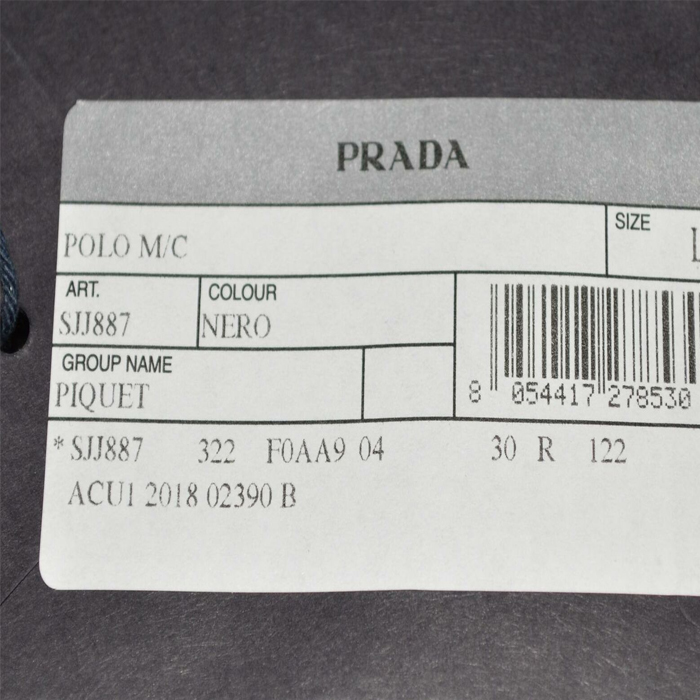 PRADA
SIZE
POLO M/C
L
ART.
COLOUR
SJJ887
NERO
GROUP NAME
PIQUET
8 054417 278530
* SJJ887 322 F0AA9 04 30 R 122
ACU1 2018 02390 B